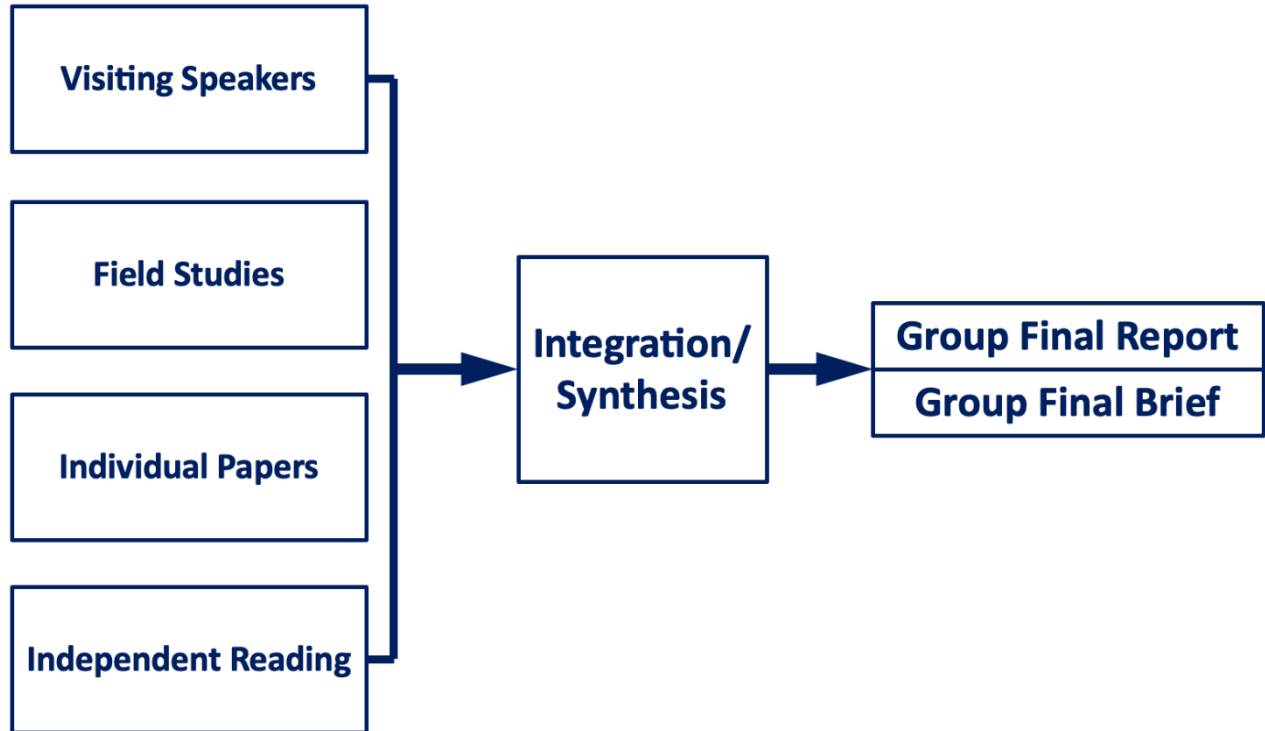 Visiting Speakers
Field Studies
Individual Papers
Independent Reading
Integration/
Synthesis
Group Final Report
Group Final Brief